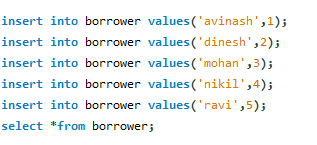 insert into borrower values('avinash',1);
insert into borrower values('dinesh',2);
insert into borrower values('mohan',3);
insert into borrower values('nikil',4);
insert into borrower values('ravi',5);
select *from borrower;